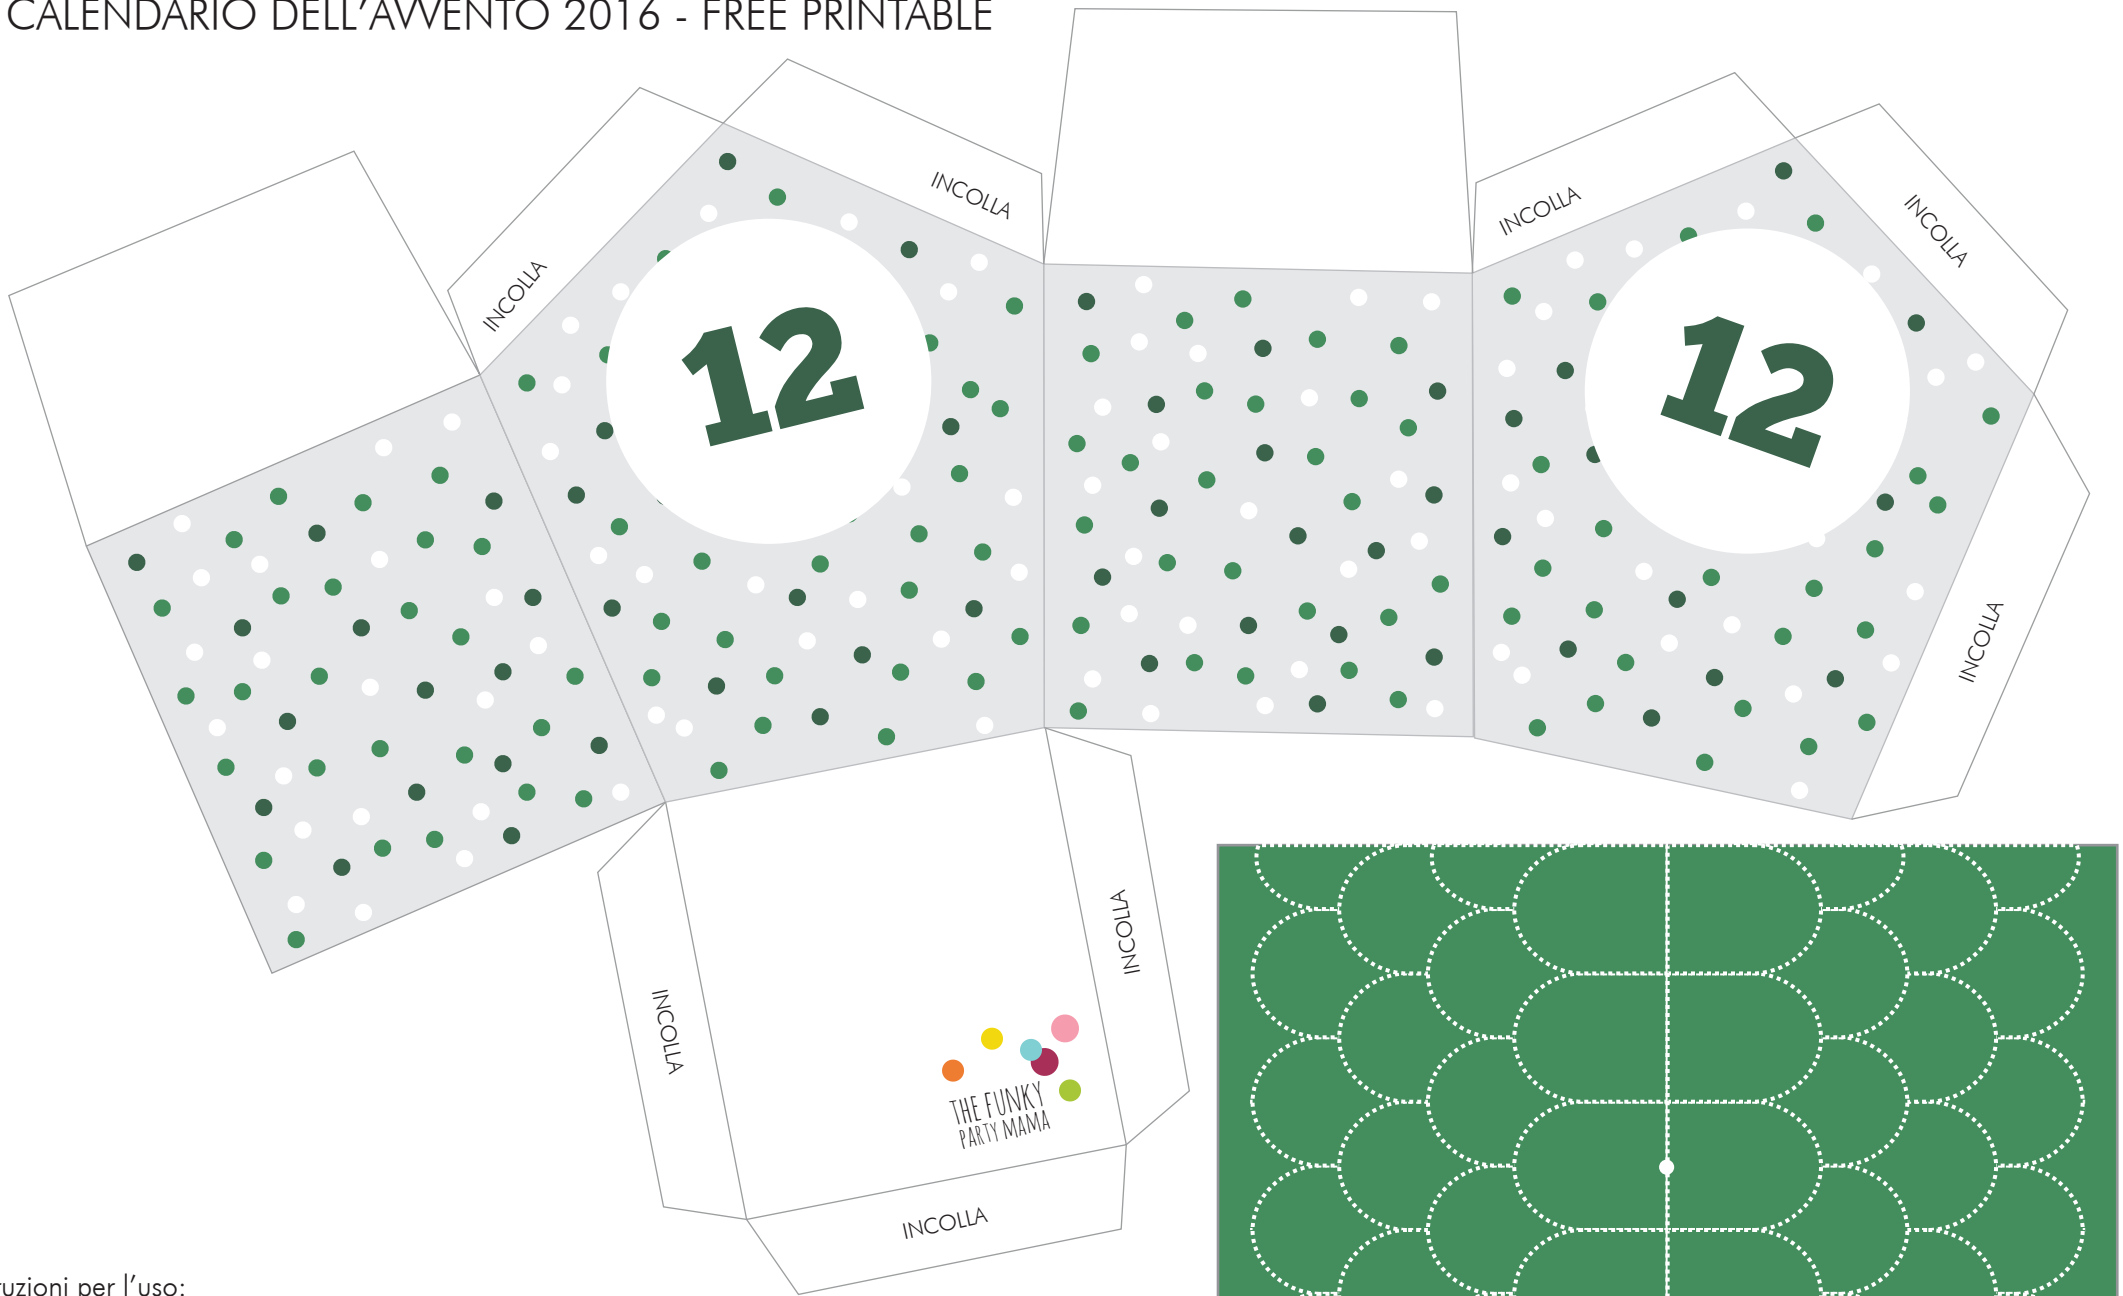 CALENDARIO DELL'AVVENTO 2016 - FREE PRINTABLE
INCOLLA
INCOLLA
INCOLLA
INCOLLA
12
12
INCOLLA
INCOLLA
INCOLLA
THE FUNKY
PARTY MAMA
INCOLLA
uzioni per l'uso: